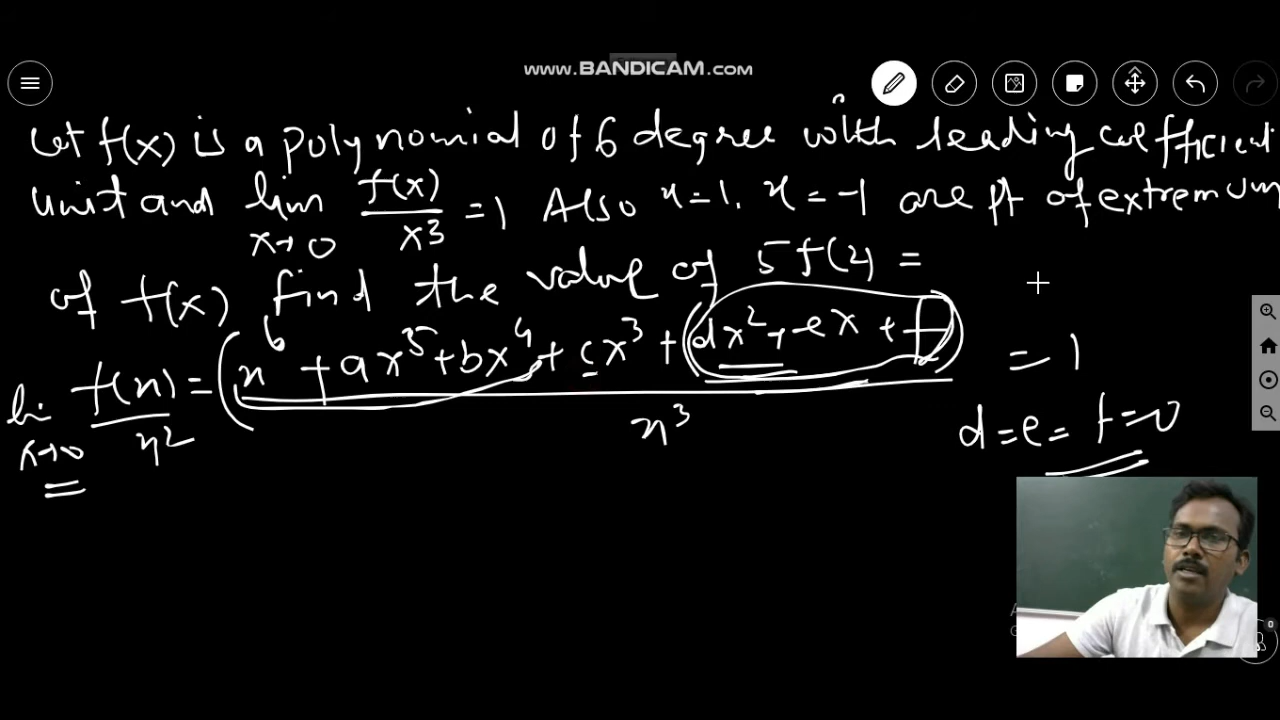 www.BANDICAM.com
Let f(x) is a polynomial of 6 degree with leading coefficient
unit and lim x→0 f(x)/x3 = 1 Also x=1, x=-1 are pt of extremum
of f(x) find the value of 5f(2) =
lim x→0 f(x)/x2 = (x6 + ax5 + bx4 + cx3 + (dx2 + ex + f))/x3 = 1
d = e = f = 0